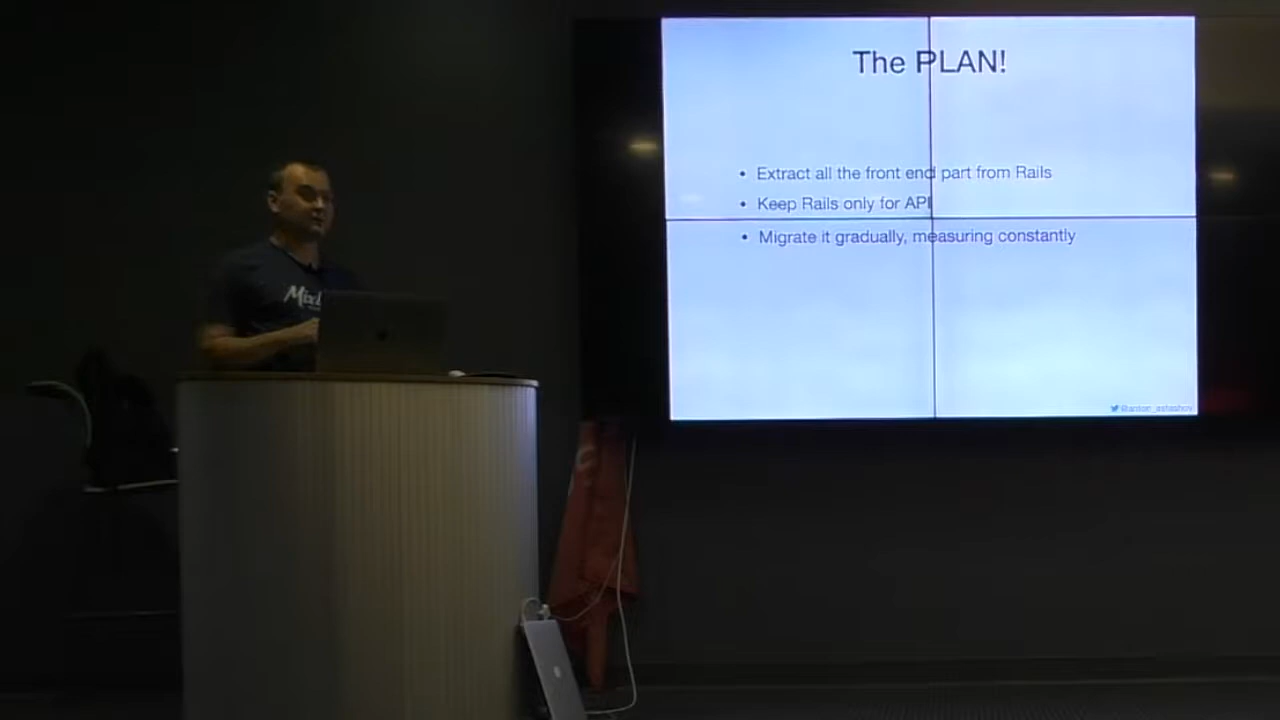 The PLAN!
• Extract all the front end part from Rails
• Keep Rails only for API
• Migrate it gradually, measuring constantly